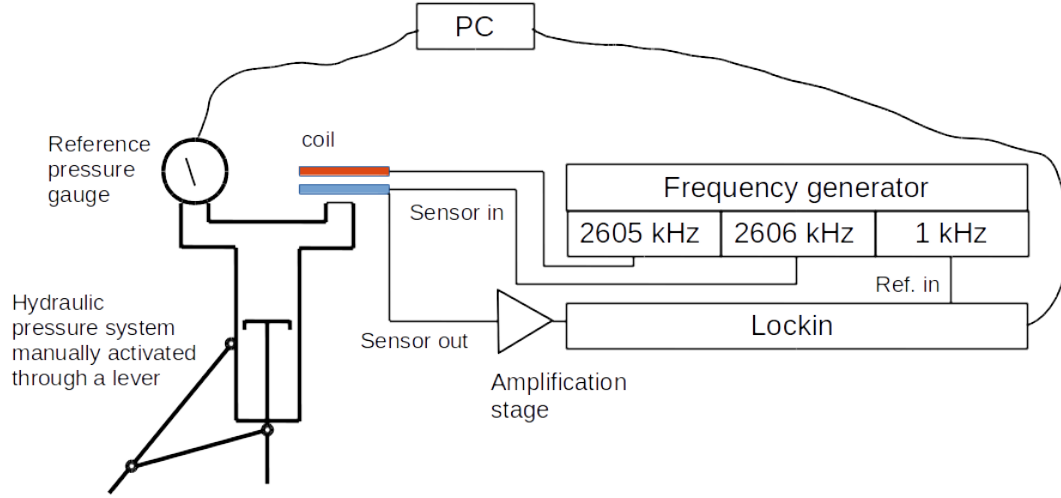 PC
Reference
pressure
gauge
coil
Sensor in
Frequency generator
2605 kHz
2606 kHz
1 kHz
Ref. in
Hydraulic
pressure system
manually activated
through a lever
Sensor out
Lockin
Amplification
stage